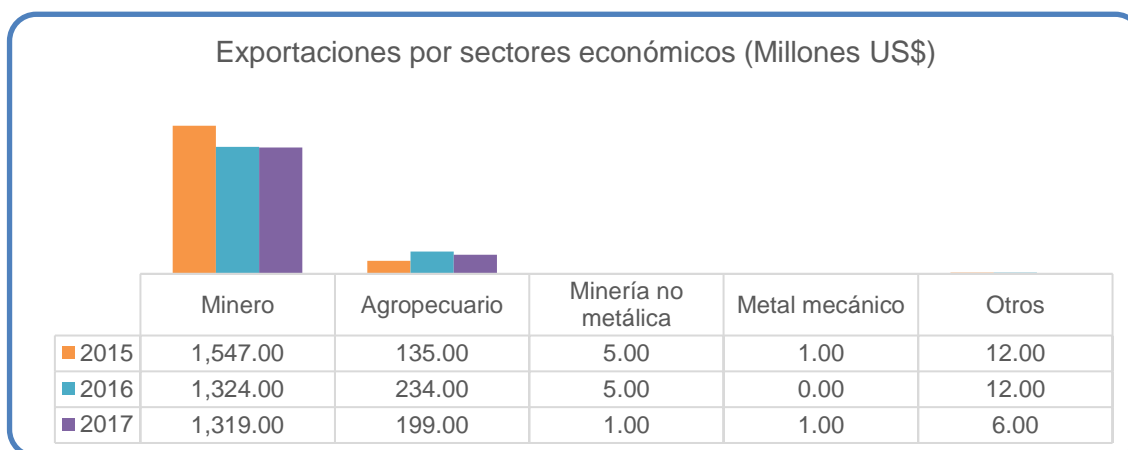 Exportaciones por sectores económicos (Millones US$)
Minero Agropecuario Minería no metálica Metal mecánico Otros
2015 1,547.00 135.00 5.00 1.00 12.00
2016 1,324.00 234.00 5.00 0.00 12.00
2017 1,319.00 199.00 1.00 1.00 6.00